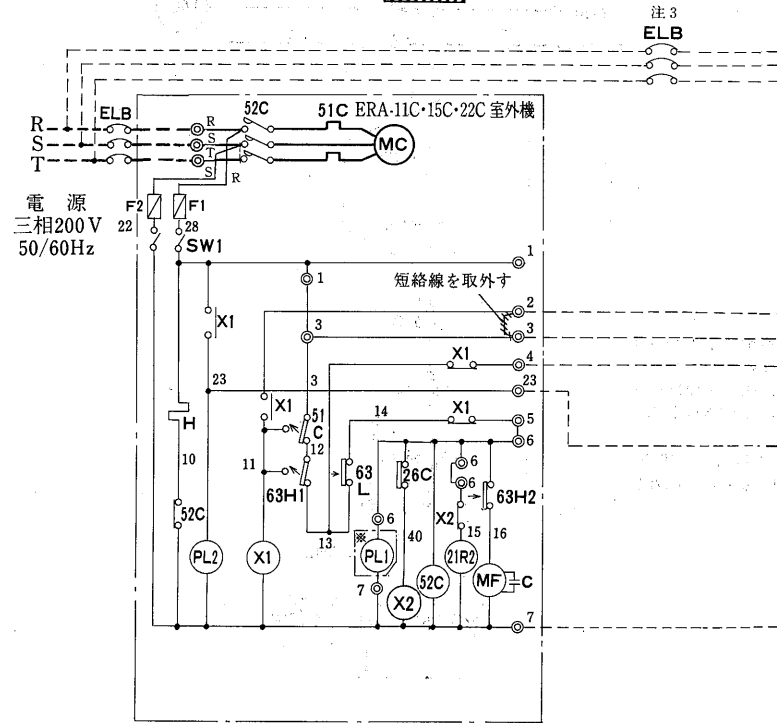 注3
ELB
ELB
52C
51C
ERA-11C・15C・22C 室外機
R
S
T
R
S
T
S
R
MC
電源
三相200V
50/60Hz
F2
F1
22
28
SW1
1
1
短絡線を取外す
2
3
3
X1
X1
4
23
3
23
X1
51
C
14
X1
5
6
H
12
11
63H1
63
L
26C
6
6
63H2
10
52C
13
6
X2
40
15
16
※
PL2
X1
PL1
7
X2
52C
21R2
MF
C
7